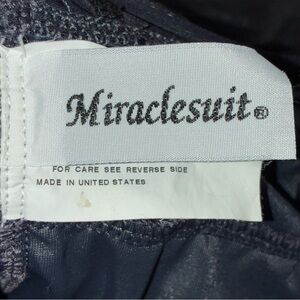 Miraclesuit®
FOR CARE SEE REVERSE SIDE
MADE IN UNITED STATES